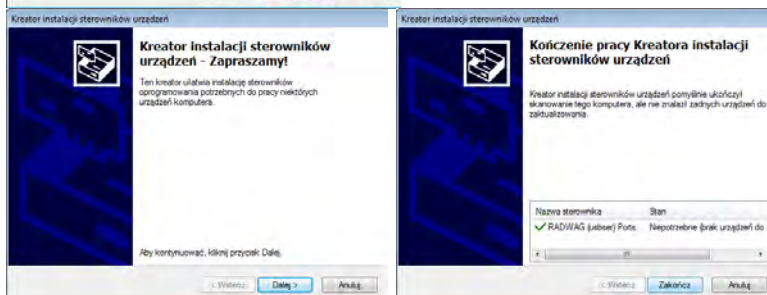 Kreator instalacji sterowników urządzeń
Kreator instalacji sterowników
urządzeń - Zapraszamy!
Ten kreator ułatwia instalację sterowników
oprogramowania potrzebnych do pracy niektórych
urządzeń komputera.
Aby kontynuować, kliknij przycisk Dalej.
< Wstecz
Dalej >
Anuluj
Kreator instalacji sterowników urządzeń
Kończenie pracy Kreatora instalacji
sterowników urządzeń
Kreator instalacji sterowników urządzeń pomyślnie ukończył
skanowanie tego komputera, ale nie znalazł żadnych urządzeń do
zaktualizowania.
Nazwa sterownika Stan
RADWAG (usbser) Ports Niepotrzebne (brak urządzeń do
< Wstecz
Zakończ
Anuluj